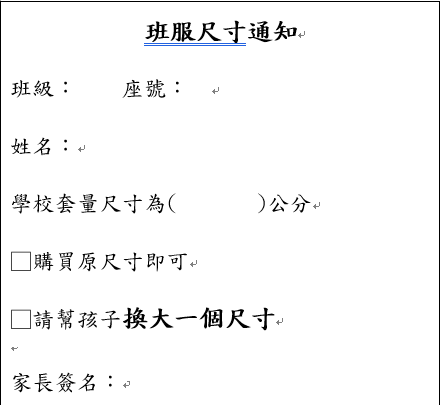 班服尺寸通知
班級：　　座號：
姓名：
學校套量尺寸為(　　　　)公分
□購買原尺寸即可
□請幫孩子換大一個尺寸
家長簽名：